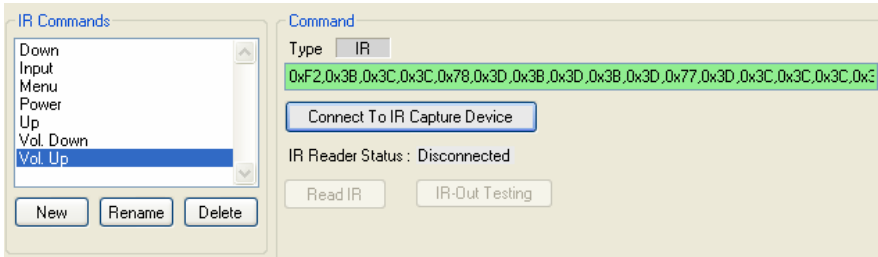 IR Commands
Down
Input
Menu
Power
Up
Vol. Down
Vol. Up
New Rename Delete
Command
Type IR
0xF2,0x3B,0x3C,0x3C,0x78,0x3D,0x3B,0x3D,0x3B,0x3D,0x77,0x3D,0x3C,0x3C,0x3C,0x3
Connect To IR Capture Device
IR Reader Status : Disconnected
Read IR IR-Out Testing